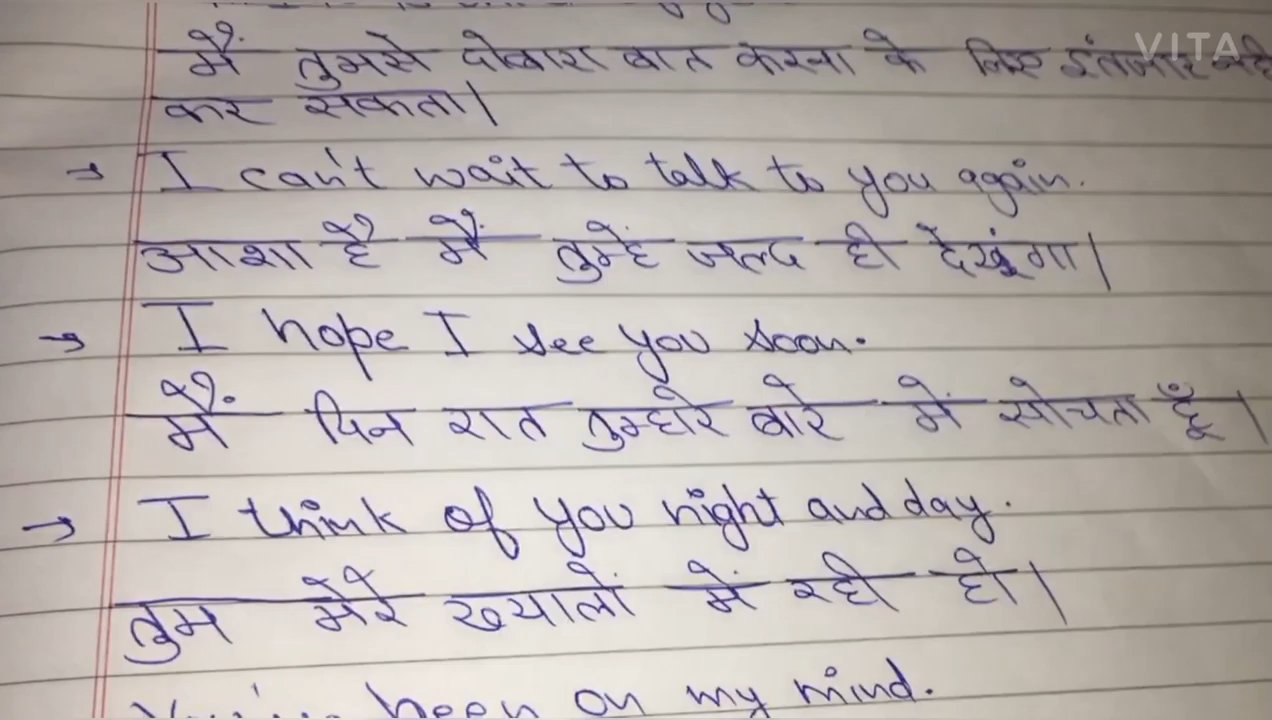 VITA
मैं तुमसे दोबारा बात करना के लिए इंतजार नही
कर सकता।
→ I can't wait to talk to you again.
आशा है मैं तुम्हे जल्द ही देखूंगा।
→ I hope I see you soon.
मैं दिन रात तुम्हारे बारे में सोचता हूँ।
→ I think of you night and day.
तुम मेरे ख्यालों में रही हो।
been on my mind.